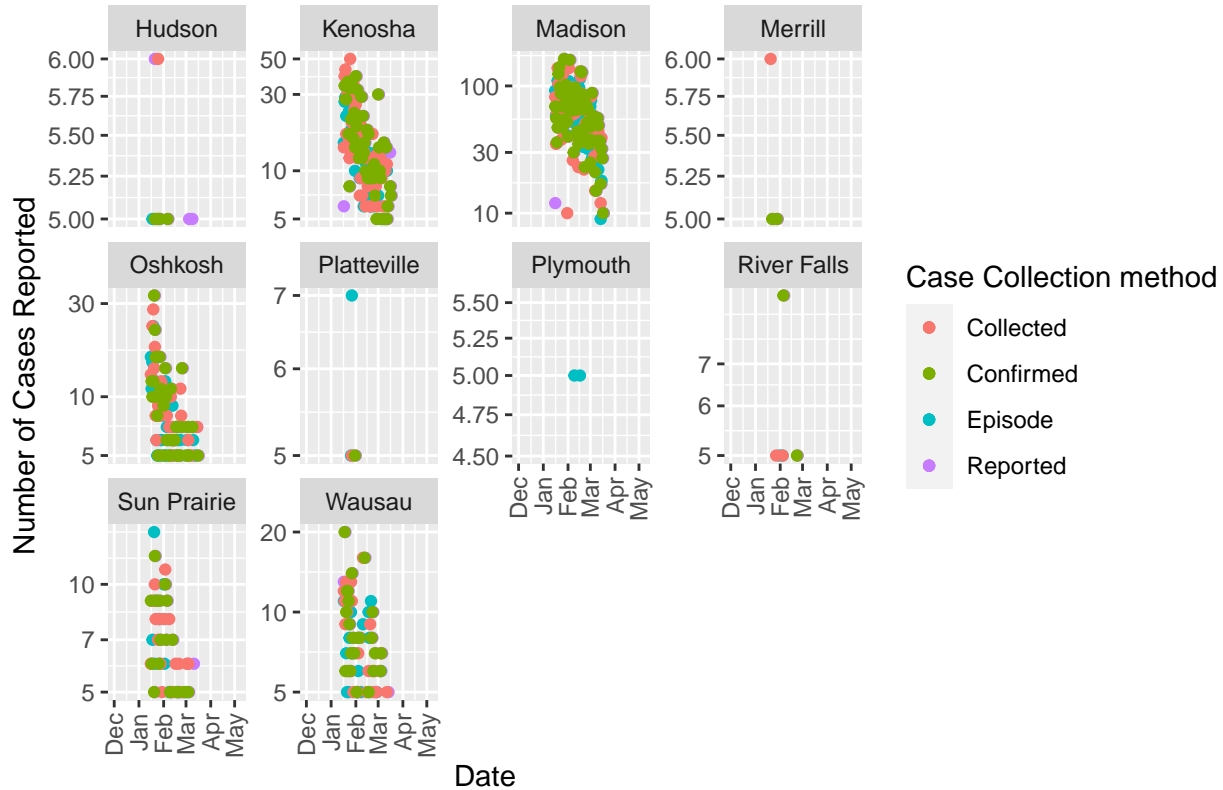 Hudson
Kenosha
Madison
Merrill
6.00
5.75
5.50
5.25
5.00
50
30
10
5
100
30
10
6.00
5.75
5.50
5.25
5.00
Oshkosh
Platteville
Plymouth
River Falls
30
10
5
7
6
5
5.50
5.25
5.00
4.75
4.50
7
6
5
Dec Jan Feb Mar Apr May
Dec Jan Feb Mar Apr May
Sun Prairie
Wausau
10
7
5
20
10
5
Dec Jan Feb Mar Apr May
Dec Jan Feb Mar Apr May
Number of Cases Reported
Date
Case Collection method
Collected
Confirmed
Episode
Reported